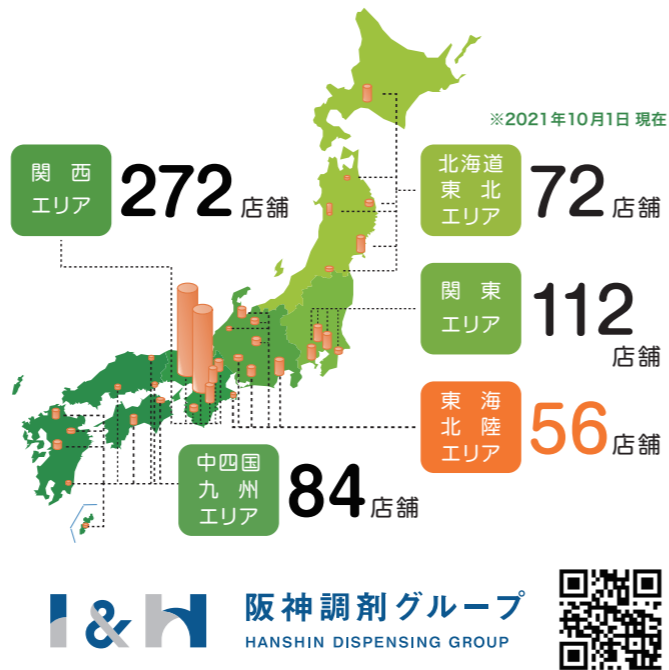 ※2021年10月1日 現在
関西
エリア
272店舗
北海道
東北
エリア
72店舗
関東
エリア
112
店舗
東海
北陸
エリア
56店舗
中四国
九州
エリア
84店舗
I&H
阪神調剤グループ
HANSHIN DISPENSING GROUP